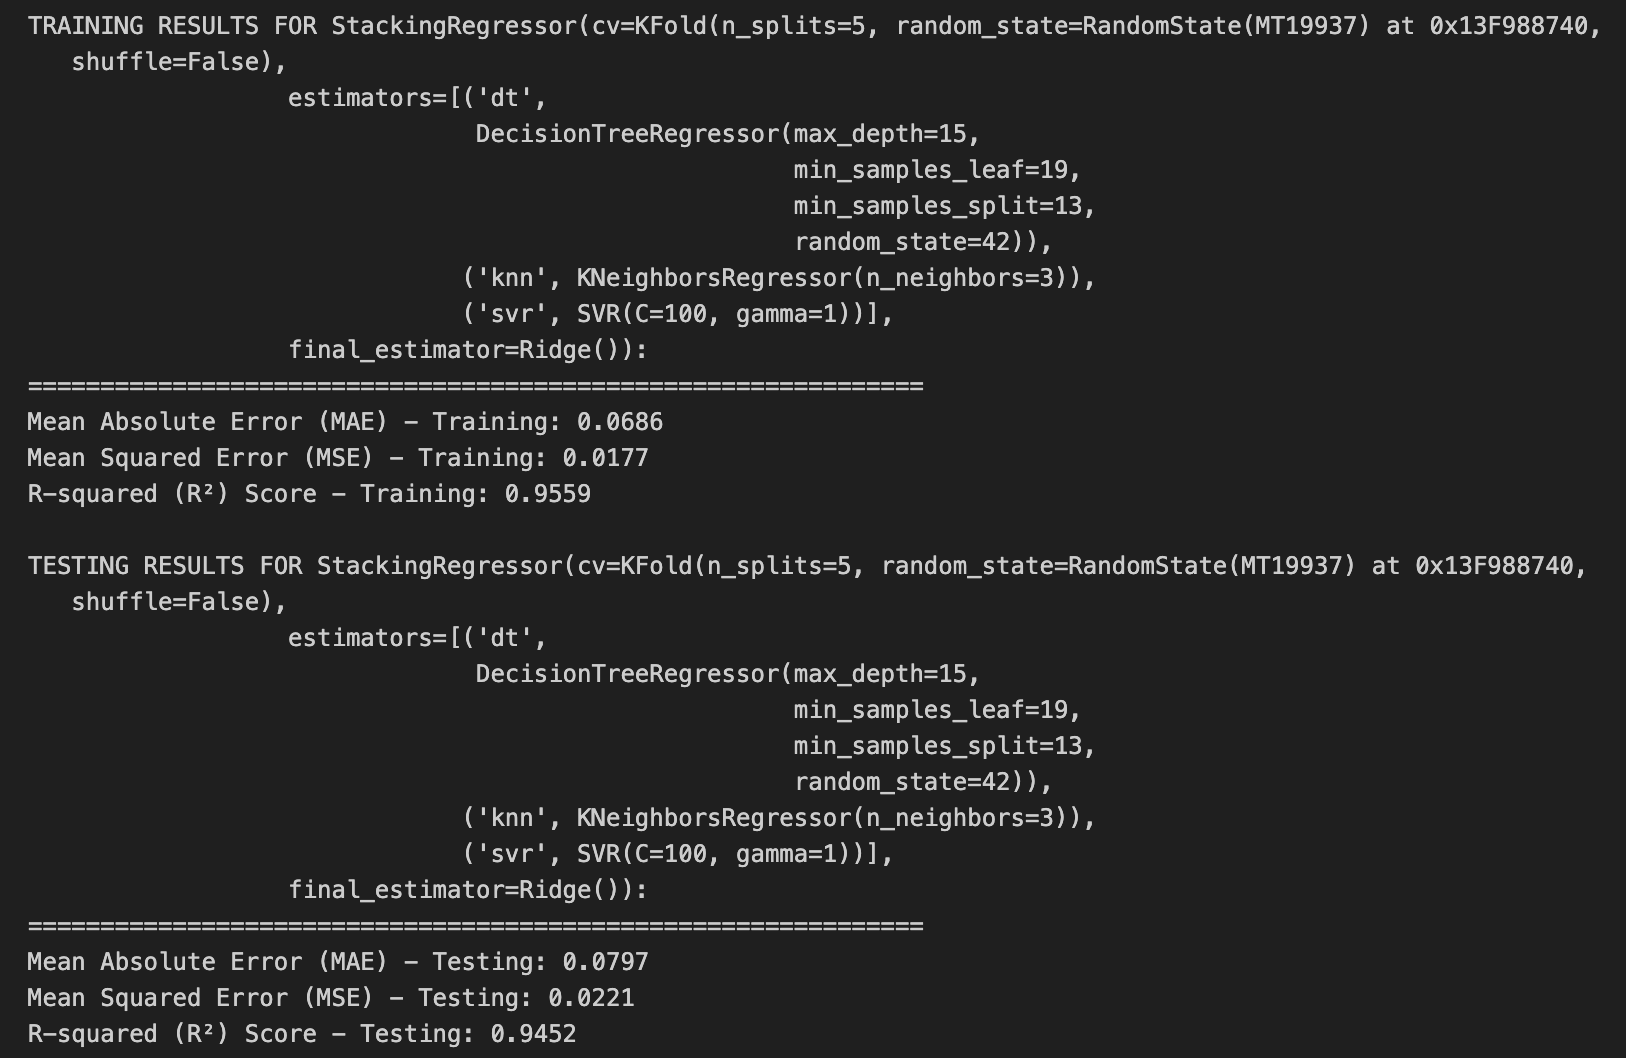 TRAINING RESULTS FOR StackingRegressor(cv=KFold(n_splits=5, random_state=RandomState(MT19937) at 0x13F988740,
   shuffle=False),
                  estimators=[('dt',
                               DecisionTreeRegressor(max_depth=15,
                                                     min_samples_leaf=19,
                                                     min_samples_split=13,
                                                     random_state=42)),
                              ('knn', KNeighborsRegressor(n_neighbors=3)),
                              ('svr', SVR(C=100, gamma=1))],
                  final_estimator=Ridge()):
==============================================================
Mean Absolute Error (MAE) – Training: 0.0686
Mean Squared Error (MSE) – Training: 0.0177
R-squared (R²) Score – Training: 0.9559

TESTING RESULTS FOR StackingRegressor(cv=KFold(n_splits=5, random_state=RandomState(MT19937) at 0x13F988740,
   shuffle=False),
                  estimators=[('dt',
                               DecisionTreeRegressor(max_depth=15,
                                                     min_samples_leaf=19,
                                                     min_samples_split=13,
                                                     random_state=42)),
                              ('knn', KNeighborsRegressor(n_neighbors=3)),
                              ('svr', SVR(C=100, gamma=1))],
                  final_estimator=Ridge()):
==============================================================
Mean Absolute Error (MAE) – Testing: 0.0797
Mean Squared Error (MSE) – Testing: 0.0221
R-squared (R²) Score – Testing: 0.9452